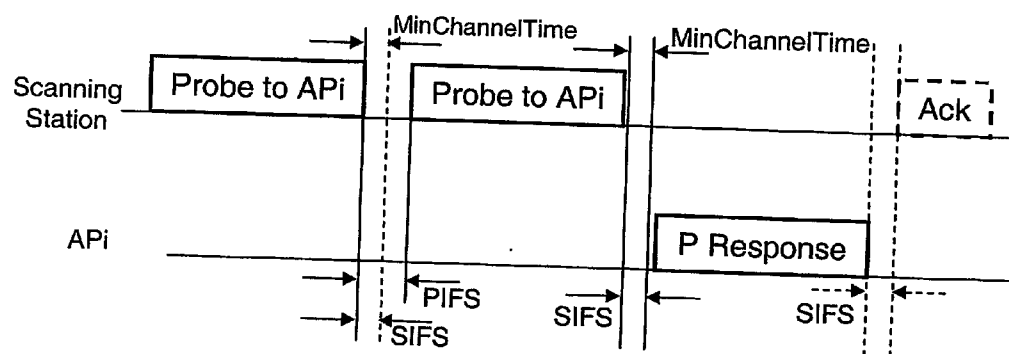 MinChannelTime
MinChannelTime
Scanning
Station
Probe to APi
Probe to APi
Ack
APi
P Response
PIFS
SIFS
SIFS
SIFS